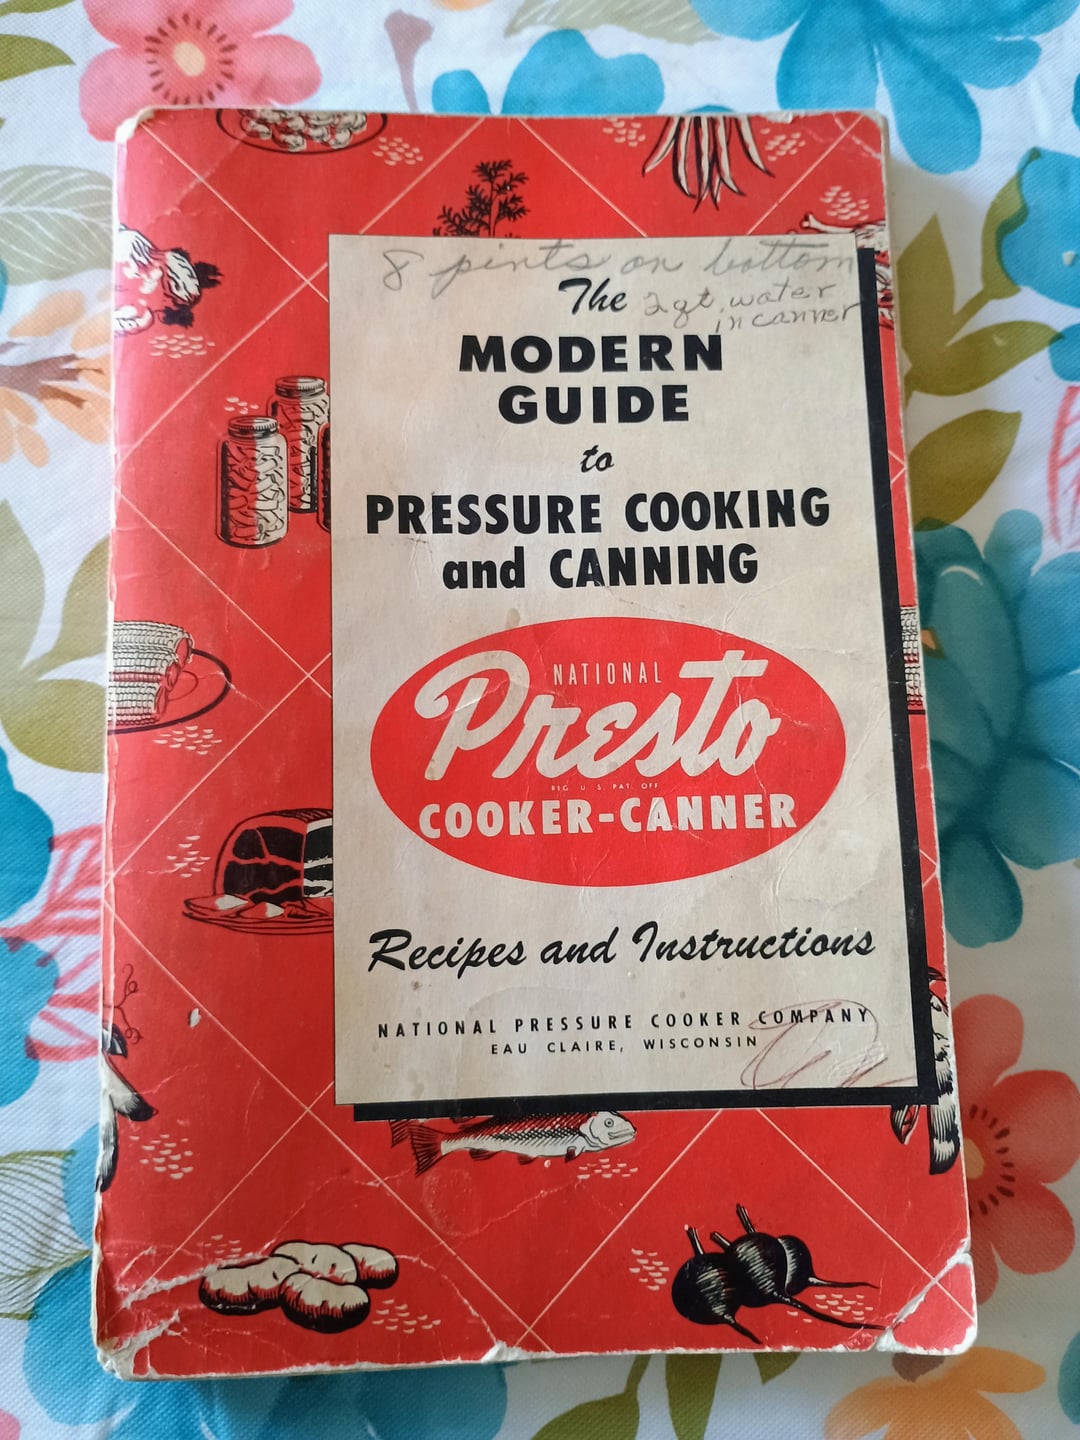 8 pints on bottom
The 2 qt. water
in canner
MODERN
GUIDE
to
PRESSURE COOKING
and CANNING
NATIONAL
Presto
REG U. S. PAT. OFF
COOKER-CANNER
Recipes and Instructions
NATIONAL PRESSURE COOKER COMPANY
EAU CLAIRE, WISCONSIN